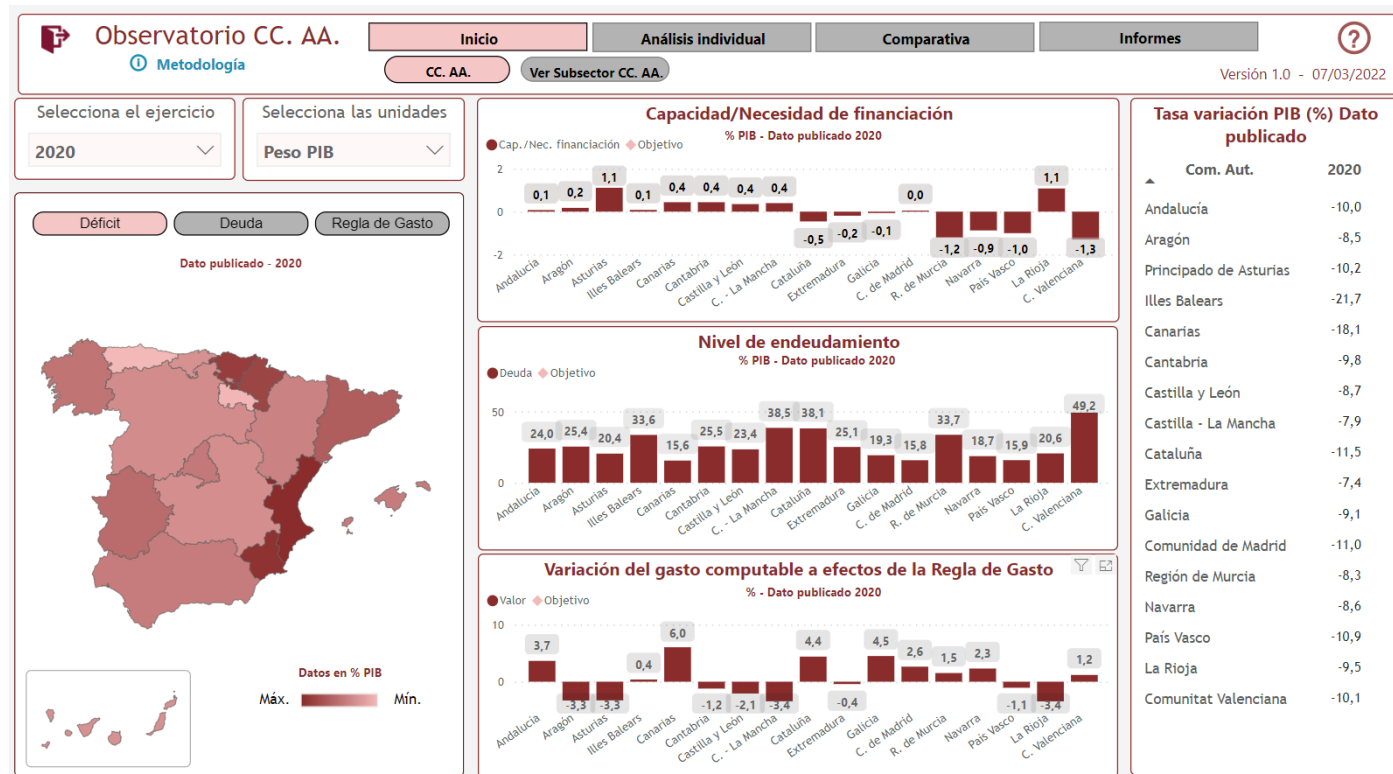 Observatorio CC. AA.
Metodología
Inicio
Análisis individual
Comparativa
Informes
CC. AA.
Ver Subsector CC. AA.
?
Versión 1.0 - 07/03/2022
Selecciona el ejercicio
2020
Selecciona las unidades
Peso PIB
Déficit
Deuda
Regla de Gasto
Dato publicado - 2020
Datos en % PIB
Máx.
Mín.
Capacidad/Necesidad de financiación
% PIB - Dato publicado 2020
Cap./Nec. financiación Objetivo
2
0
-2
0,1 0,2 1,1 0,1 0,4 0,4 0,4 0,4 -0,5 -0,2 -0,1 0,0 -1,2 -0,9 -1,0 1,1 -1,3
Andalucía Aragón Asturias Illes Balears Canarias Cantabria Castilla y León C. - La Mancha Cataluña Extremadura Galicia C. de Madrid R. de Murcia Navarra País Vasco La Rioja C. Valenciana
Nivel de endeudamiento
% PIB - Dato publicado 2020
Deuda Objetivo
50
0
24,0 25,4 20,4 33,6 15,6 25,5 23,4 38,5 38,1 25,1 19,3 15,8 33,7 18,7 15,9 20,6 49,2
Andalucía Aragón Asturias Illes Balears Canarias Cantabria Castilla y León C. - La Mancha Cataluña Extremadura Galicia C. de Madrid R. de Murcia Navarra País Vasco La Rioja C. Valenciana
Variación del gasto computable a efectos de la Regla de Gasto
% - Dato publicado 2020
Valor Objetivo
10
0
3,7 -3,3 -3,3 0,4 6,0 -1,2 -2,1 -3,4 4,4 -0,4 4,5 2,6 1,5 2,3 -1,1 -3,4 1,2
Andalucía Aragón Asturias Illes Balears Canarias Cantabria Castilla y León C. - La Mancha Cataluña Extremadura Galicia C. de Madrid R. de Murcia Navarra País Vasco La Rioja C. Valenciana
Tasa variación PIB (%) Dato
publicado
Com. Aut. 2020
Andalucía -10,0
Aragón -8,5
Principado de Asturias -10,2
Illes Balears -21,7
Canarias -18,1
Cantabria -9,8
Castilla y León -8,7
Castilla - La Mancha -7,9
Cataluña -11,5
Extremadura -7,4
Galicia -9,1
Comunidad de Madrid -11,0
Región de Murcia -8,3
Navarra -8,6
País Vasco -10,9
La Rioja -9,5
Comunitat Valenciana -10,1